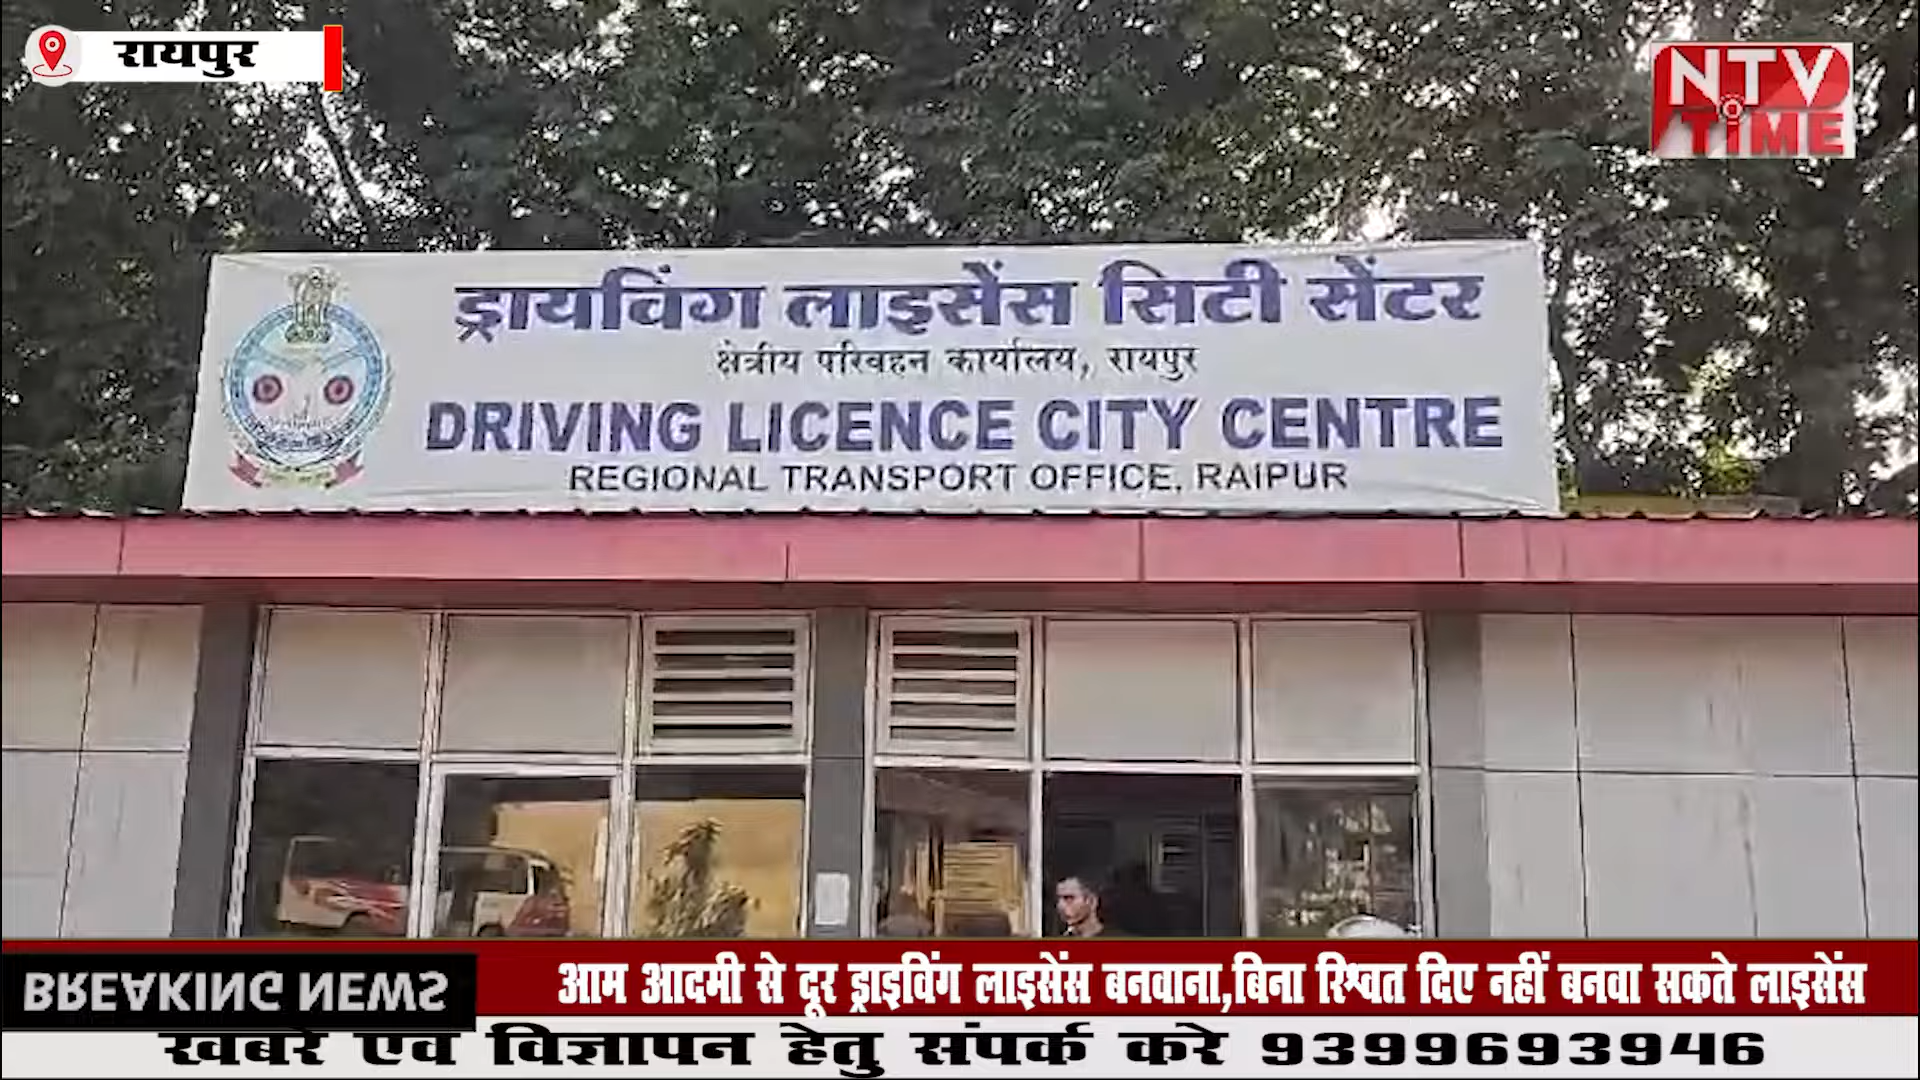 रायपुर
NTV
TIME
ड्रायविंग लाइसेंस सिटी सेंटर
क्षेत्रीय परिवहन कार्यालय, रायपुर
DRIVING LICENCE CITY CENTRE
REGIONAL TRANSPORT OFFICE, RAIPUR
BREAKING NEWS
आम आदमी से दूर ड्राइविंग लाइसेंस बनवाना,बिना रिश्वत दिए नहीं बनवा सकते लाइसेंस
खबरे एवं विज्ञापन हेतु संपर्क करे 9399693946